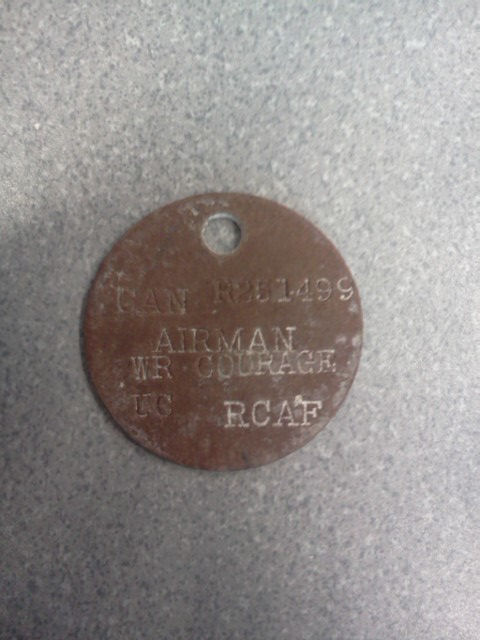 CAN R251499
AIRMAN
WR COURAGE
UC RCAF